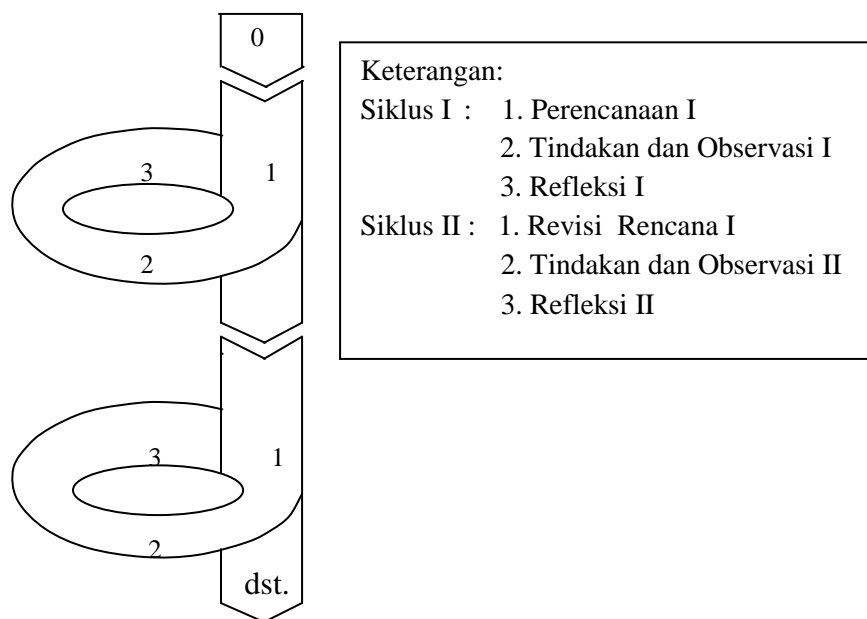 0
3
1
2
3
1
2
dst.
Keterangan:
Siklus I : 1. Perencanaan I
2. Tindakan dan Observasi I
3. Refleksi I
Siklus II : 1. Revisi Rencana I
2. Tindakan dan Observasi II
3. Refleksi II